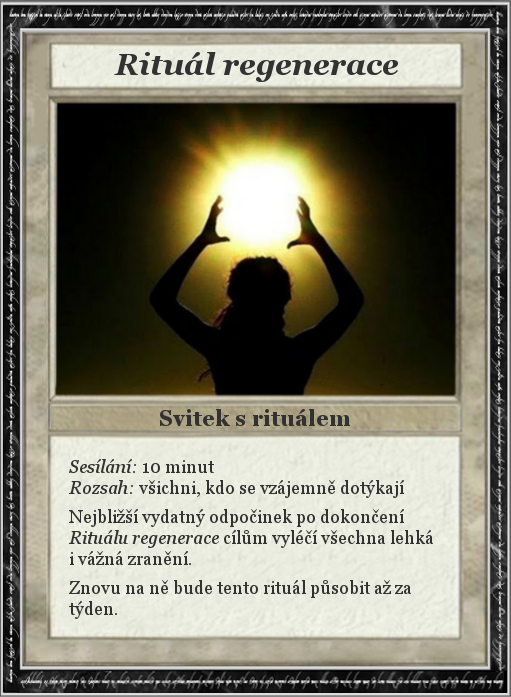 Rituál regenerace
Svitek s rituálem
Sesílání: 10 minut
Rozsah: všichni, kdo se vzájemně dotýkají
Nejbližší vydatný odpočinek po dokončení
Rituálu regenerace cílům vyléčí všechna lehká
i vážná zranění.
Znovu na ně bude tento rituál působit až za
týden.